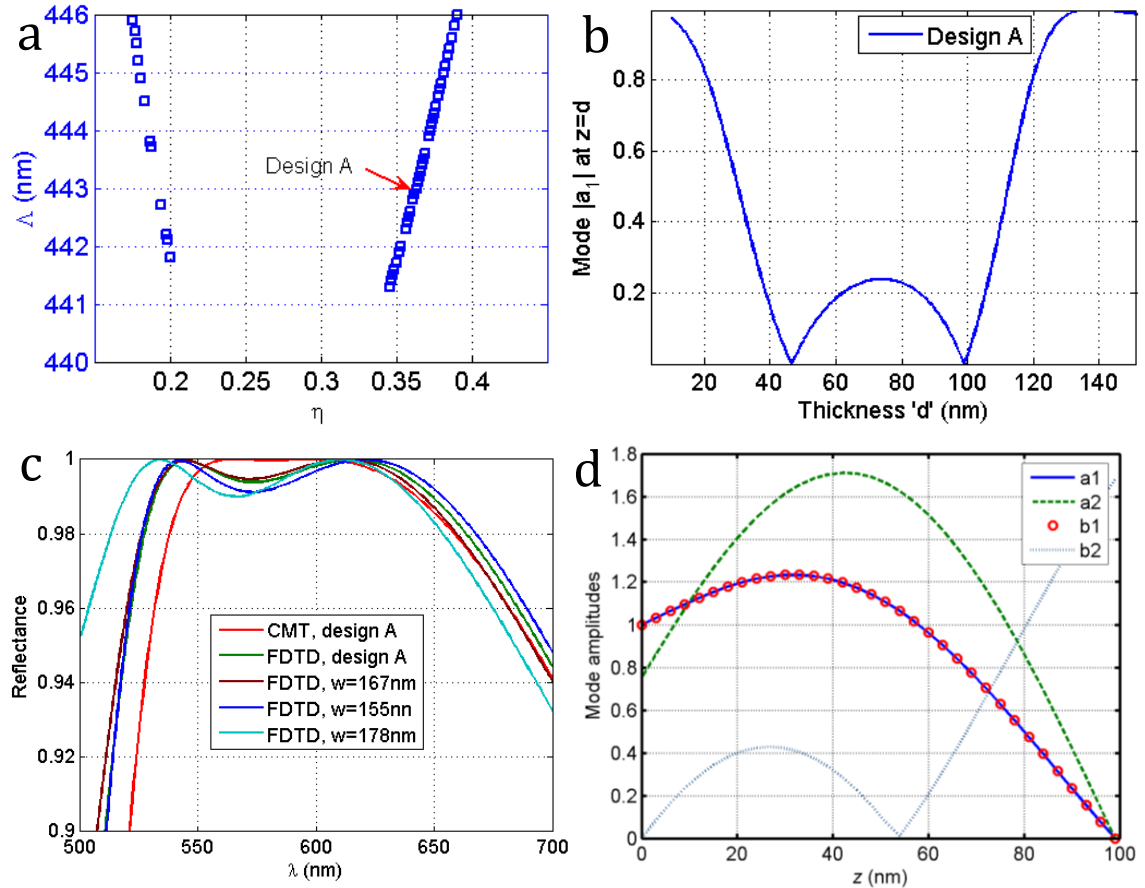 a
446
445
444
443
442
441
440
Λ (nm)
Design A
0.2
0.25
0.3
0.35
0.4
η
b
Design A
0.8
0.6
0.4
0.2
Mode |a1| at z=d
20
40
60
80
100
120
140
Thickness 'd' (nm)
c
1
0.98
0.96
0.94
0.92
0.9
Reflectance
CMT, design A
FDTD, design A
FDTD, w=167nm
FDTD, w=155nn
FDTD, w=178nm
500
550
600
650
700
λ (nm)
d
1.8
1.6
1.4
1.2
1
0.8
0.6
0.4
0.2
0
Mode amplitudes
a1
a2
b1
b2
0
20
40
60
80
100
z (nm)